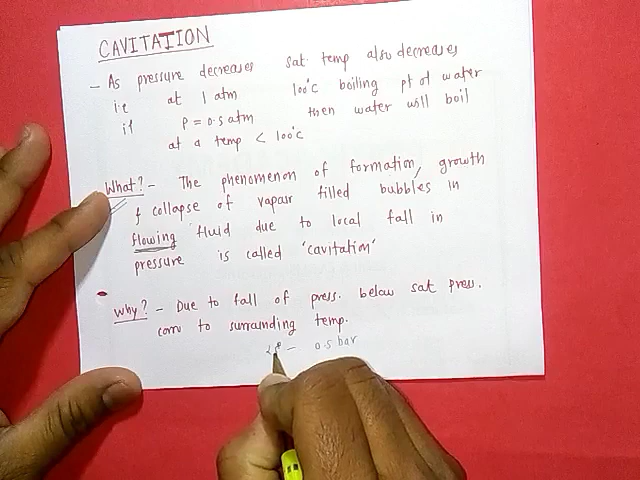 CAVITATION
- As pressure decreases sat. temp also decreases
i.e at 1 atm 100°C boiling pt of water
if P = 0.5 atm then water will boil
at a temp < 100°C
What? - The phenomenon of formation, growth
& collapse of vapair filled bubbles in
flowing fluid due to local fall in
pressure is called 'cavitation'
Why? - Due to fall of press. below sat press.
corr to surraunding temp.
- 0.5 bar